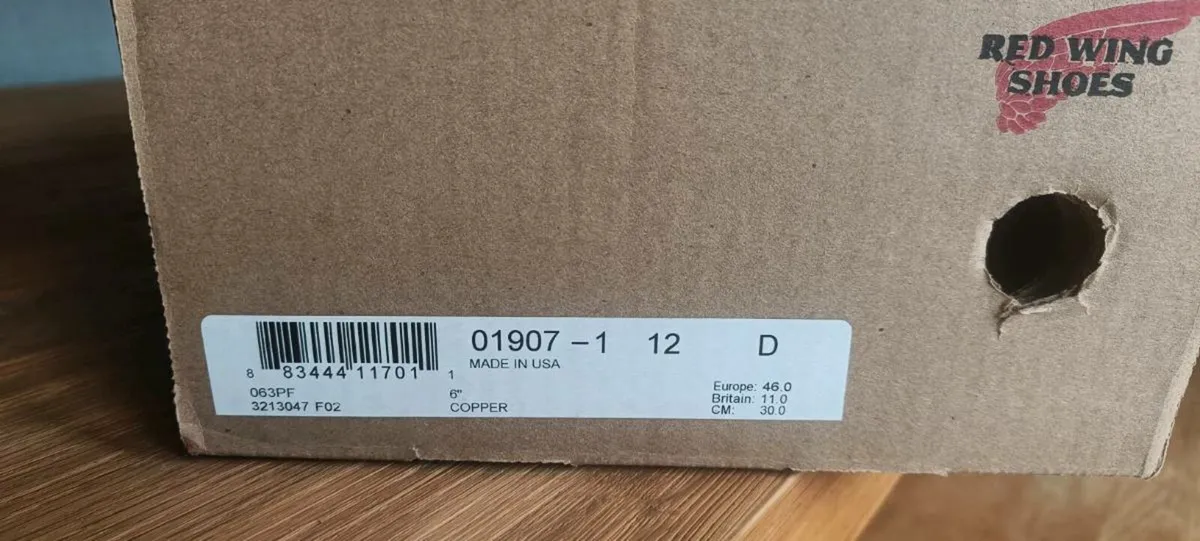 RED WING
SHOES
01907 – 1 12 D
MADE IN USA
8 83444 11701 1
063PF
3213047 F02
6"
COPPER
Europe: 46.0
Britain: 11.0
CM: 30.0